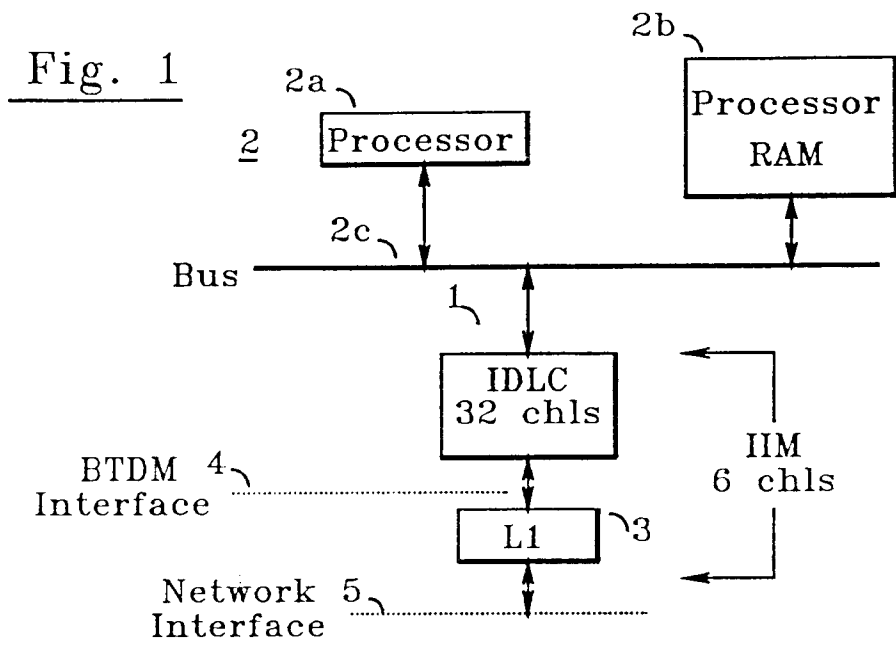 Fig. 1
2
2a
Processor
2b
Processor
RAM
2c
Bus
1
IDLC
32 chls
IIM
6 chls
BTDM 4
Interface
L1
3
Network 5
Interface